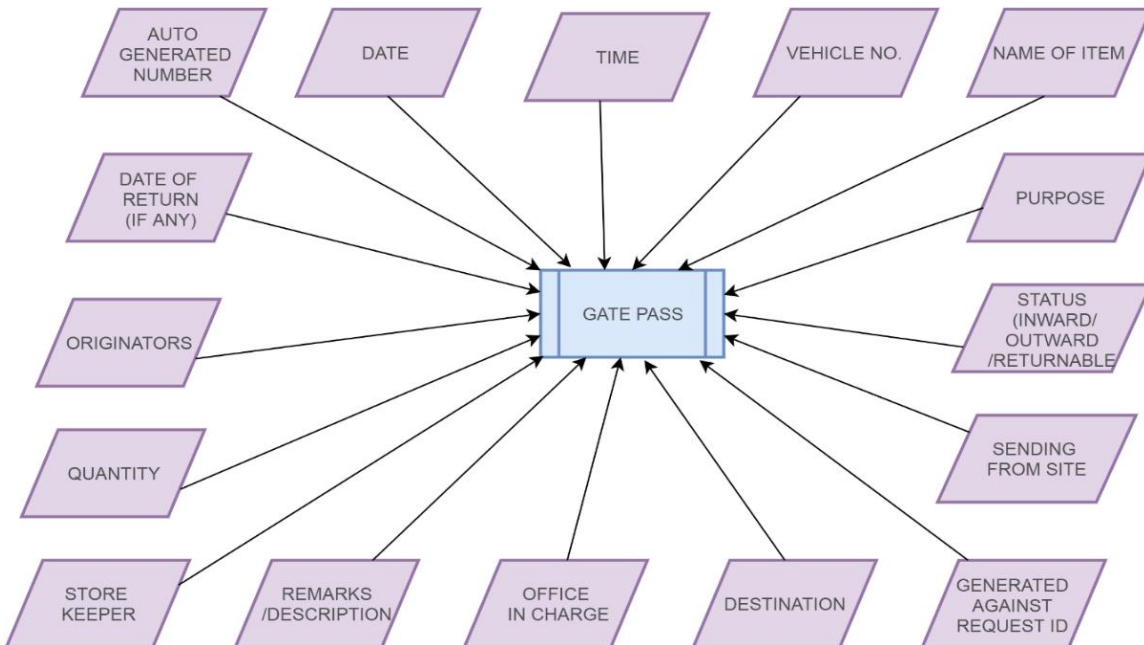 AUTO
GENERATED
NUMBER
DATE
TIME
VEHICLE NO.
NAME OF ITEM
DATE OF
RETURN
(IF ANY)
PURPOSE
GATE PASS
STATUS
(INWARD/
OUTWARD
/RETURNABLE
ORIGINATORS
QUANTITY
SENDING
FROM SITE
STORE
KEEPER
REMARKS
/DESCRIPTION
OFFICE
IN CHARGE
DESTINATION
GENERATED
AGAINST
REQUEST ID